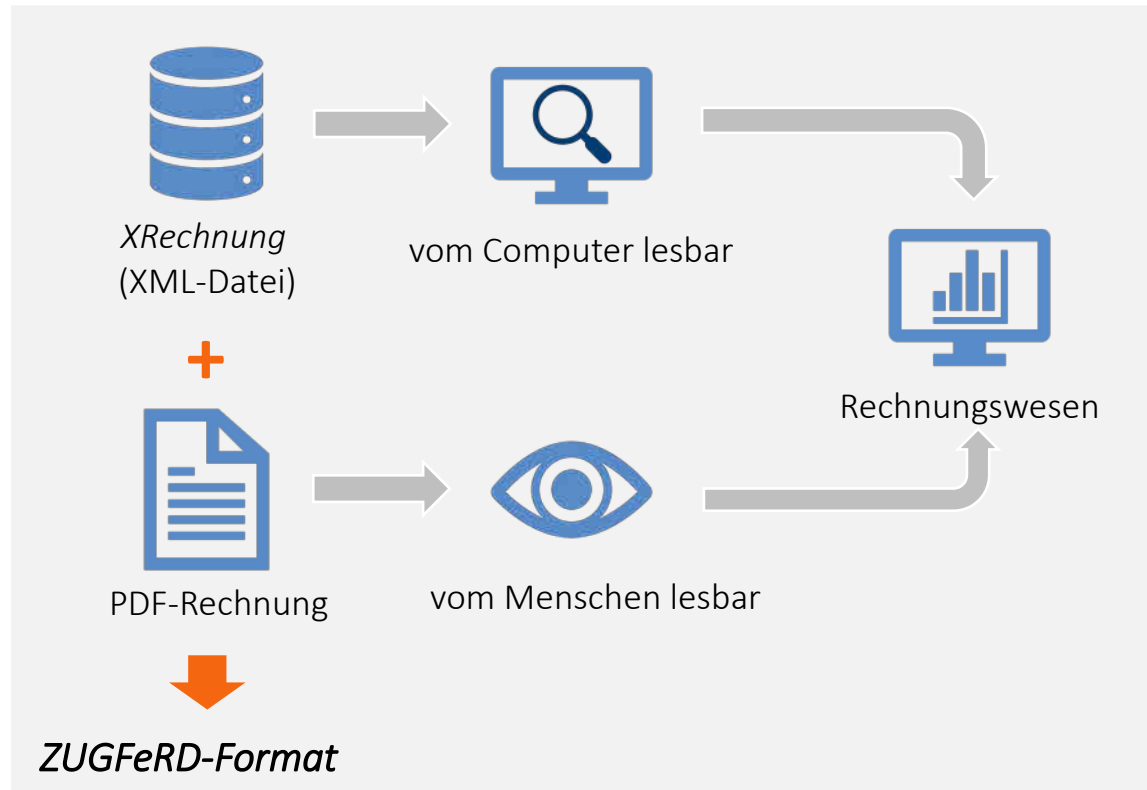 XRechnung
(XML-Datei)
vom Computer lesbar
+
Rechnungswesen
PDF-Rechnung
vom Menschen lesbar
ZUGFeRD-Format